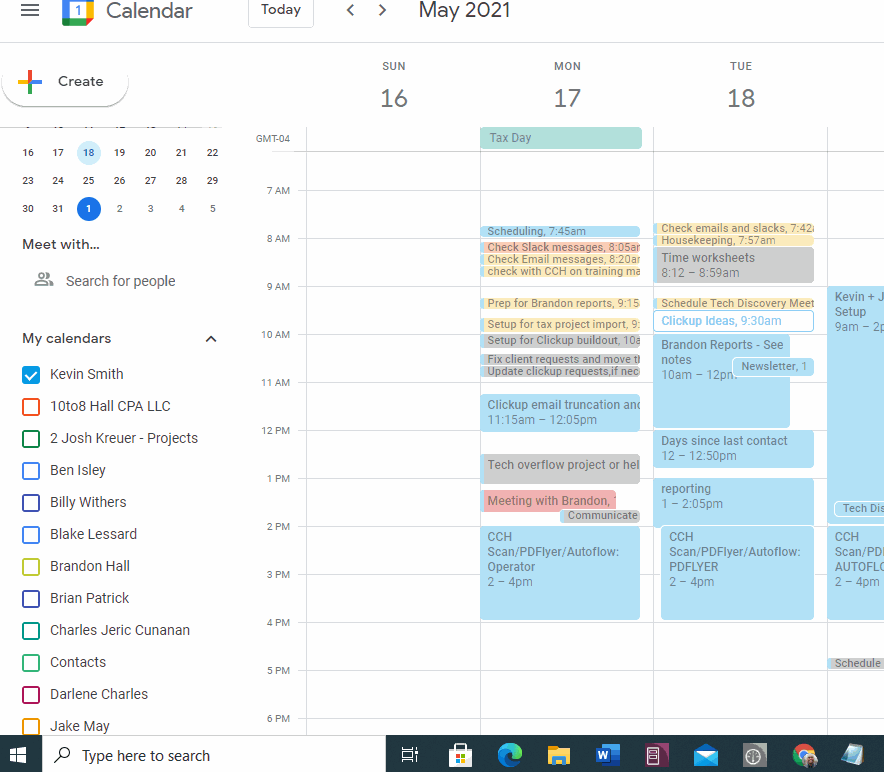 1
Calendar
Today
May 2021
Create
SUN
MON
TUE
16
17
18
GMT-04
Tax Day
16 17 18 19 20 21 22
23 24 25 26 27 28 29
30 31 1 2 3 4 5
Meet with...
Search for people
My calendars
Kevin Smith
10to8 Hall CPA LLC
2 Josh Kreuer - Projects
Ben Isley
Billy Withers
Blake Lessard
Brandon Hall
Brian Patrick
Charles Jeric Cunanan
Contacts
Darlene Charles
Jake May
7 AM
8 AM
9 AM
10 AM
11 AM
12 PM
1 PM
2 PM
3 PM
4 PM
5 PM
6 PM
Scheduling, 7:45am
Check Slack messages, 8:05am
Check Email messages, 8:20am
check with CCH on training ma
Prep for Brandon reports, 9:15
Setup for tax project import, 9:
Setup for Clickup buildout, 10a
Fix client requests and move th
Update clickup requests,if nec
Clickup email truncation and
11:15am – 12:05pm
Tech overflow project or hel
Meeting with Brandon,
Communicate
CCH
Scan/PDFlyer/Autoflow:
Operator
2 – 4pm
Check emails and slacks, 7:42a
Housekeeping, 7:57am
Time worksheets
8:12 – 8:59am
Schedule Tech Discovery Meet
Clickup Ideas, 9:30am
Brandon Reports - See
notes
10am – 12pm
Newsletter, 1
Days since last contact
12 – 12:50pm
reporting
1 – 2:05pm
CCH
Scan/PDFlyer/Autoflow:
PDFLYER
2 – 4pm
Kevin + J
Setup
9am – 2p
Tech Dis
CCH
Scan/PD
AUTOFLO
2 – 4pm
Schedule
Type here to search